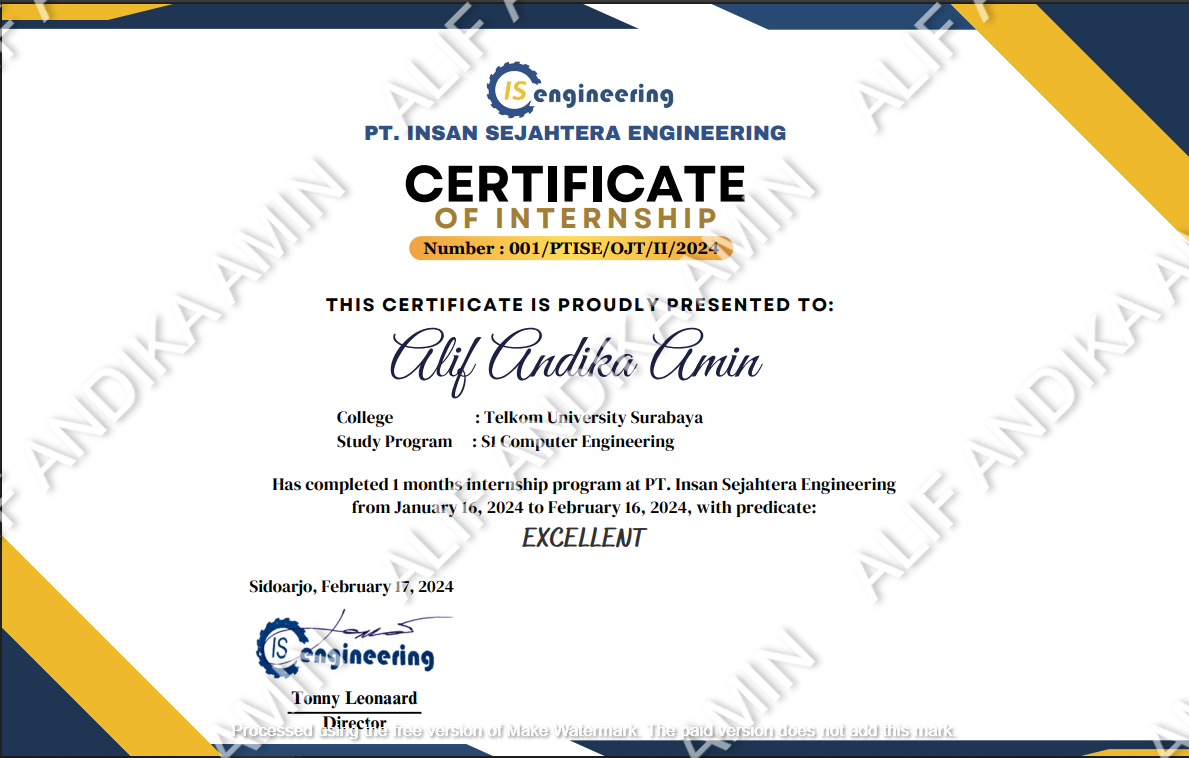 IS engineering
PT. INSAN SEJAHTERA ENGINEERING
CERTIFICATE
OF INTERNSHIP
Number : 001/PTISE/OJT/II/2024
THIS CERTIFICATE IS PROUDLY PRESENTED TO:
Alif Andika Amin
College : Telkom University Surabaya
Study Program : S1 Computer Engineering
Has completed 1 months internship program at PT. Insan Sejahtera Engineering
from January 16, 2024 to February 16, 2024, with predicate:
EXCELLENT
Sidoarjo, February 17, 2024
IS engineering
Tonny Leonaard
Director
Processed using the free version of Make Watermark. The paid version does not add this mark.
ALIF ANDIKA AMIN
ALIF ANDIKA AMIN
ALIF ANDIKA AMIN